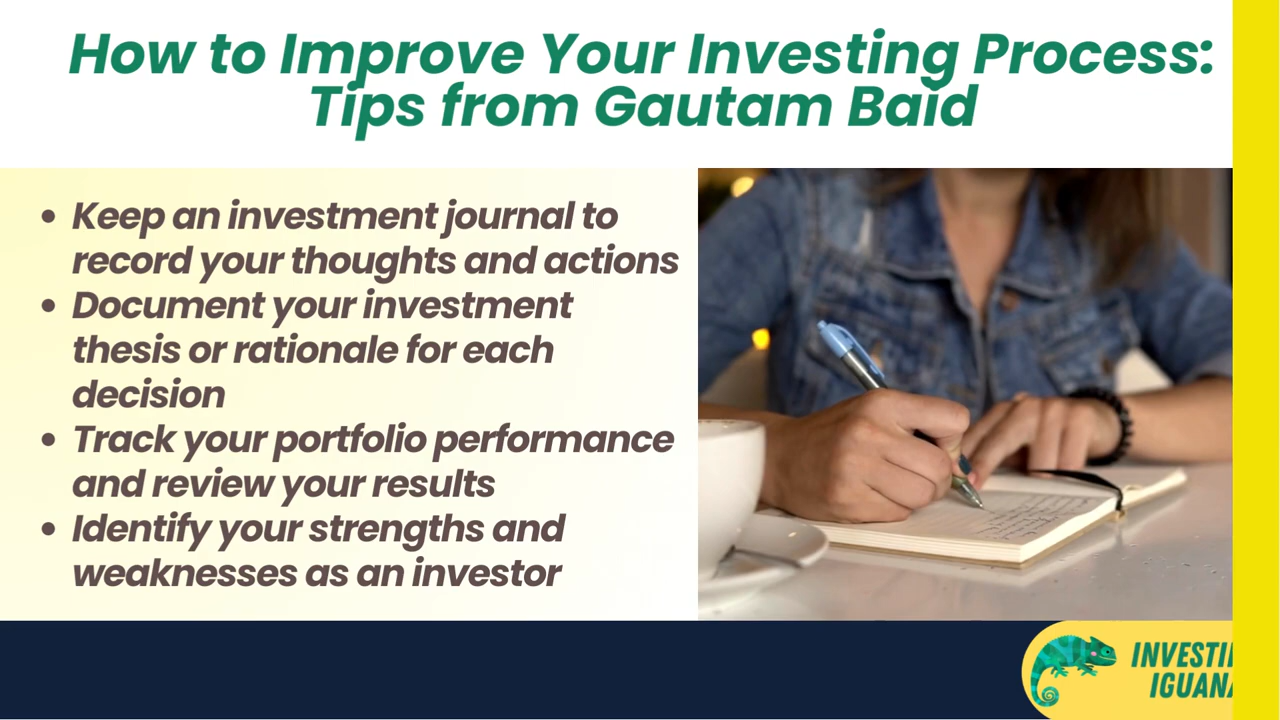 How to Improve Your Investing Process:
Tips from Gautam Baid
• Keep an investment journal to
record your thoughts and actions
• Document your investment
thesis or rationale for each
decision
• Track your portfolio performance
and review your results
• Identify your strengths and
weaknesses as an investor